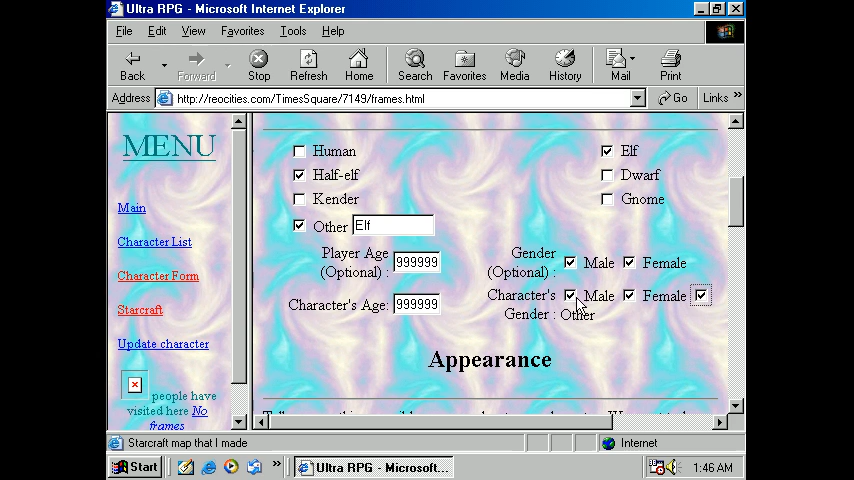 Ultra RPG - Microsoft Internet Explorer
File Edit View Favorites Tools Help
Back Forward Stop Refresh Home Search Favorites Media History Mail Print
Address http://reocities.com/TimesSquare/7149/frames.html Go Links »
MENU
Main
Character List
Character Form
Starcraft
Update character
people have
visited here No
frames
Human Elf
Half-elf Dwarf
Kender Gnome
Other Elf
Player Age
(Optional) : 999999
Gender
(Optional) : Male Female
Character's Age: 999999
Character's Male Female
Gender : Other
Appearance
Starcraft map that I made Internet
Start » Ultra RPG - Microsoft... 1:46 AM